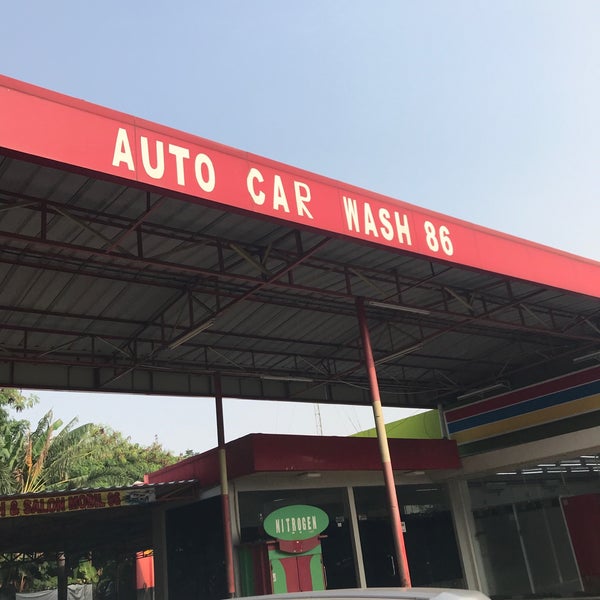 AUTO CAR WASH 86
& SALON MOBIL 86
NITROGEN